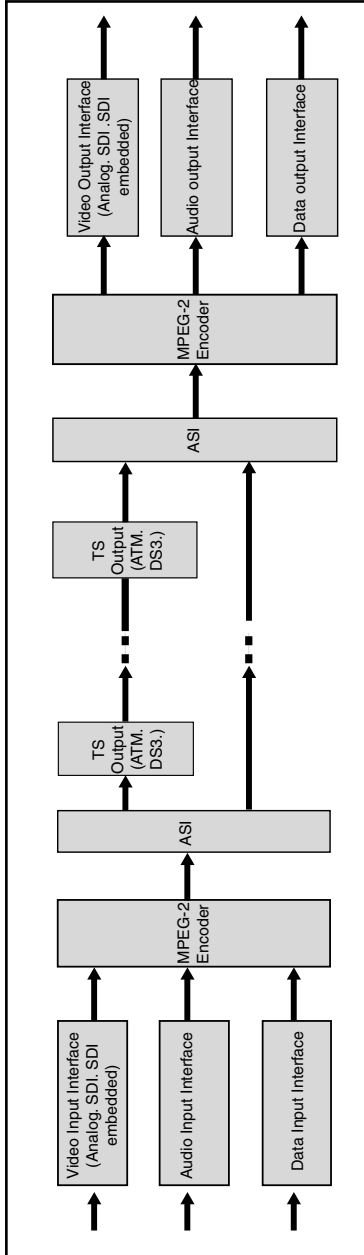 Video Input Interface
(Analog. SDI. SDI
embedded)
Audio Input Interface
Data Input Interface
MPEG-2
Encoder
ASI
TS
Output
(ATM.
DS3.)
TS
Output
(ATM.
DS3.)
ASI
MPEG-2
Encoder
Video Output Interface
(Analog. SDI .SDI
embedded)
Audio output Interface
Data output Interface